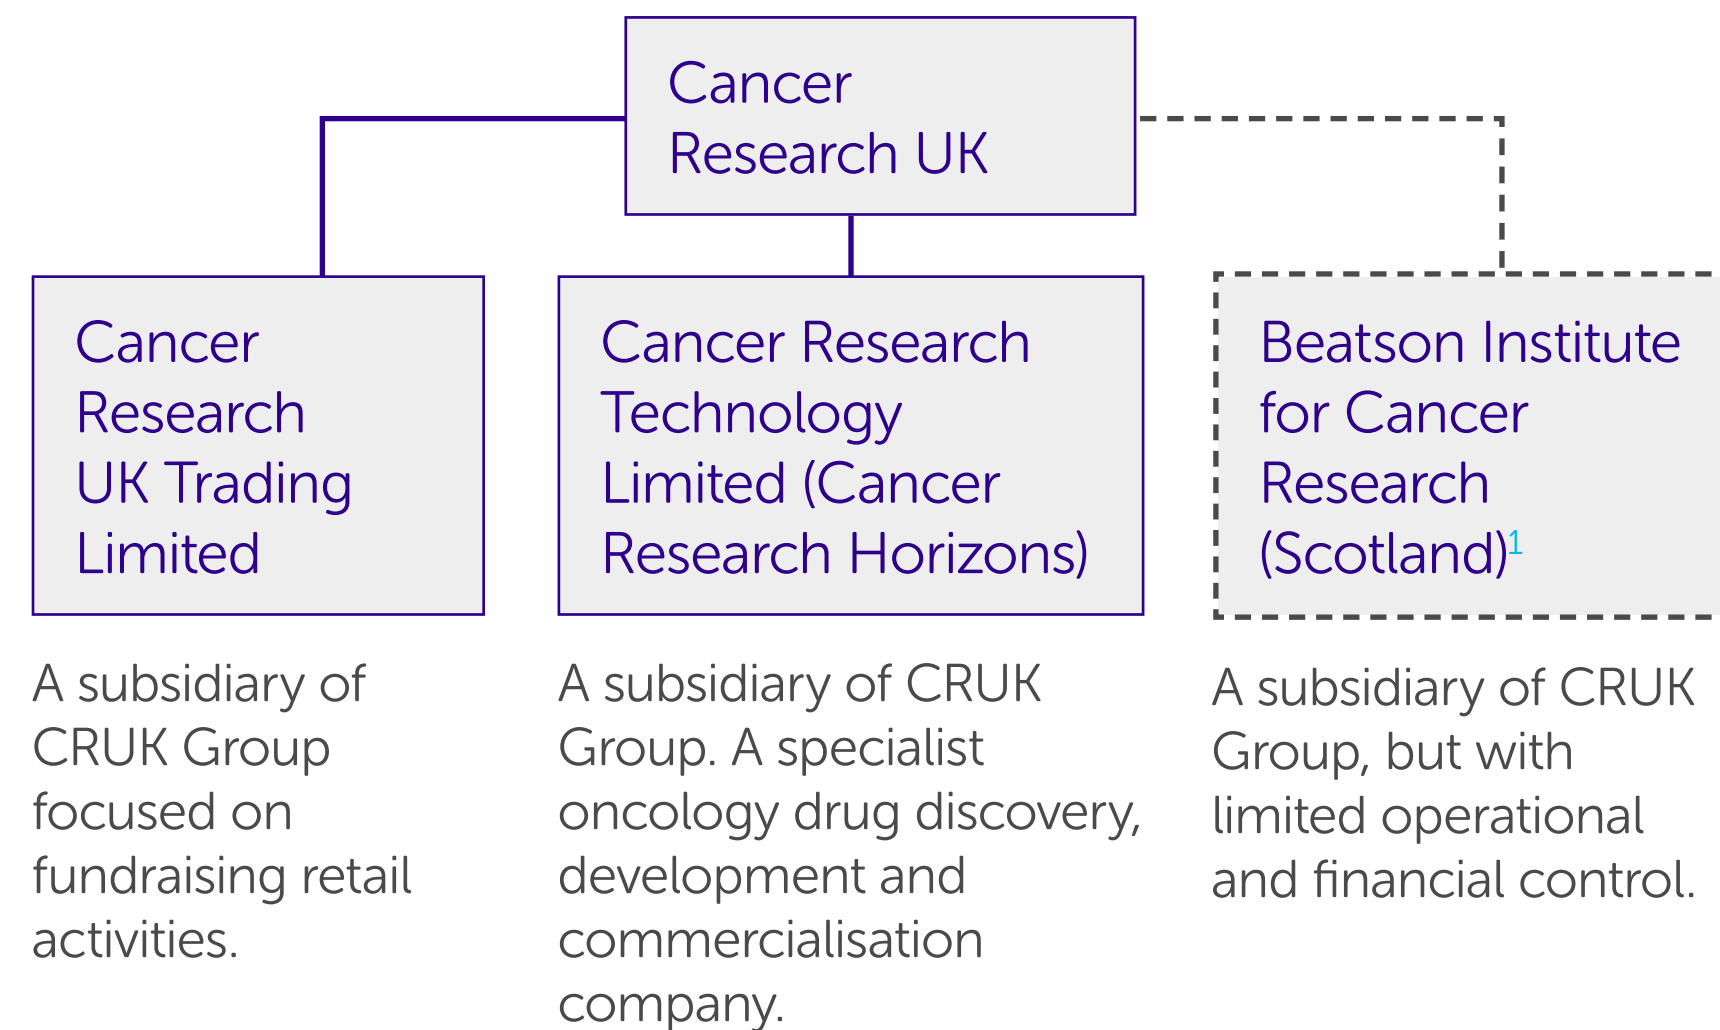 Cancer
Research UK
Cancer
Research
UK Trading
Limited
Cancer Research
Technology
Limited (Cancer
Research Horizons)
Beatson Institute
for Cancer
Research
(Scotland)1
A subsidiary of
CRUK Group
focused on
fundraising retail
activities.
A subsidiary of CRUK
Group. A specialist
oncology drug discovery,
development and
commercialisation
company.
A subsidiary of CRUK
Group, but with
limited operational
and financial control.